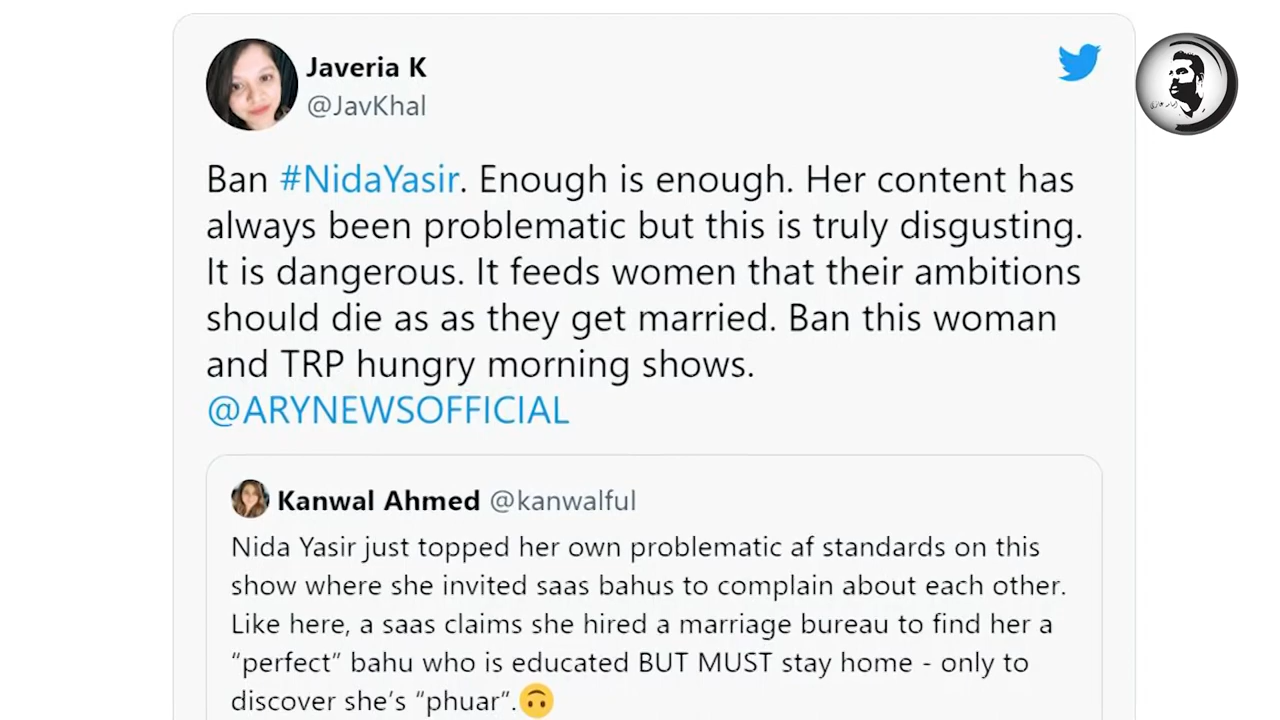 Javeria K
@JavKhal
Ban #NidaYasir. Enough is enough. Her content has
always been problematic but this is truly disgusting.
It is dangerous. It feeds women that their ambitions
should die as as they get married. Ban this woman
and TRP hungry morning shows.
@ARYNEWSOFFICIAL
Kanwal Ahmed @kanwalful
Nida Yasir just topped her own problematic af standards on this
show where she invited saas bahus to complain about each other.
Like here, a saas claims she hired a marriage bureau to find her a
“perfect” bahu who is educated BUT MUST stay home - only to
discover she’s “phuar”.🙃